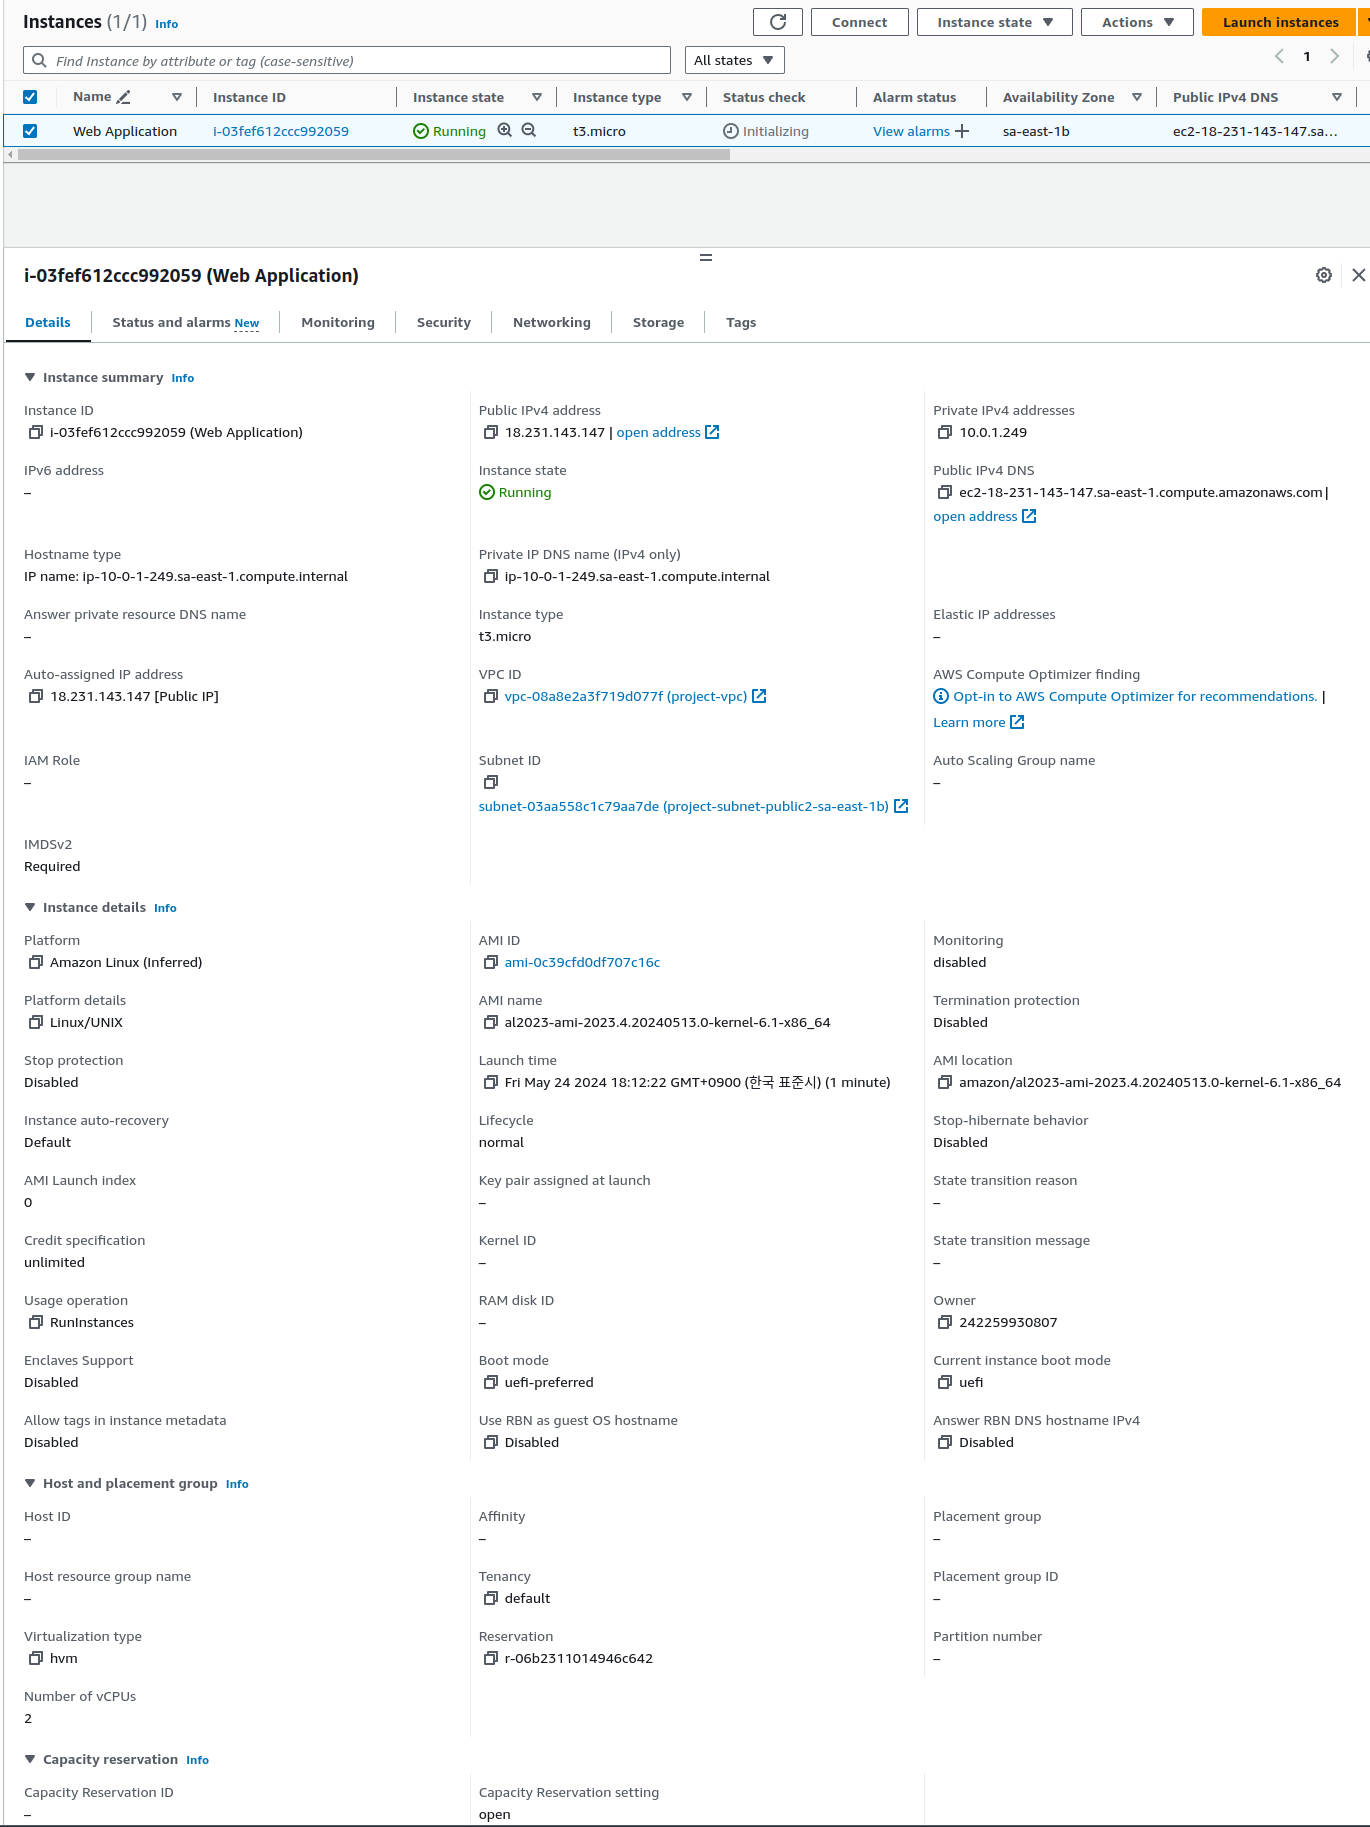 Instances (1/1) Info
Connect
Instance state
Actions
Launch instances
Find Instance by attribute or tag (case-sensitive)
All states
1
Name Instance ID Instance state Instance type Status check Alarm status Availability Zone Public IPv4 DNS
Web Application i-03fef612ccc992059 Running t3.micro Initializing View alarms sa-east-1b ec2-18-231-143-147.sa...
i-03fef612ccc992059 (Web Application)
Details Status and alarms New Monitoring Security Networking Storage Tags
Instance summary Info
Instance ID
i-03fef612ccc992059 (Web Application)
Public IPv4 address
18.231.143.147 | open address
Private IPv4 addresses
10.0.1.249
IPv6 address
–
Instance state
Running
Public IPv4 DNS
ec2-18-231-143-147.sa-east-1.compute.amazonaws.com |
open address
Hostname type
IP name: ip-10-0-1-249.sa-east-1.compute.internal
Private IP DNS name (IPv4 only)
ip-10-0-1-249.sa-east-1.compute.internal
Answer private resource DNS name
–
Instance type
t3.micro
Elastic IP addresses
–
Auto-assigned IP address
18.231.143.147 [Public IP]
VPC ID
vpc-08a8e2a3f719d077f (project-vpc)
AWS Compute Optimizer finding
Opt-in to AWS Compute Optimizer for recommendations. |
Learn more
IAM Role
–
Subnet ID
subnet-03aa558c1c79aa7de (project-subnet-public2-sa-east-1b)
Auto Scaling Group name
–
IMDSv2
Required
Instance details Info
Platform
Amazon Linux (Inferred)
AMI ID
ami-0c39cfd0df707c16c
Monitoring
disabled
Platform details
Linux/UNIX
AMI name
al2023-ami-2023.4.20240513.0-kernel-6.1-x86_64
Termination protection
Disabled
Stop protection
Disabled
Launch time
Fri May 24 2024 18:12:22 GMT+0900 (한국 표준시) (1 minute)
AMI location
amazon/al2023-ami-2023.4.20240513.0-kernel-6.1-x86_64
Instance auto-recovery
Default
Lifecycle
normal
Stop-hibernate behavior
Disabled
AMI Launch index
0
Key pair assigned at launch
–
State transition reason
–
Credit specification
unlimited
Kernel ID
–
State transition message
–
Usage operation
RunInstances
RAM disk ID
–
Owner
242259930807
Enclaves Support
Disabled
Boot mode
uefi-preferred
Current instance boot mode
uefi
Allow tags in instance metadata
Disabled
Use RBN as guest OS hostname
Disabled
Answer RBN DNS hostname IPv4
Disabled
Host and placement group Info
Host ID
–
Affinity
–
Placement group
–
Host resource group name
–
Tenancy
default
Placement group ID
–
Virtualization type
hvm
Reservation
r-06b2311014946c642
Partition number
–
Number of vCPUs
2
Capacity reservation Info
Capacity Reservation ID
–
Capacity Reservation setting
open